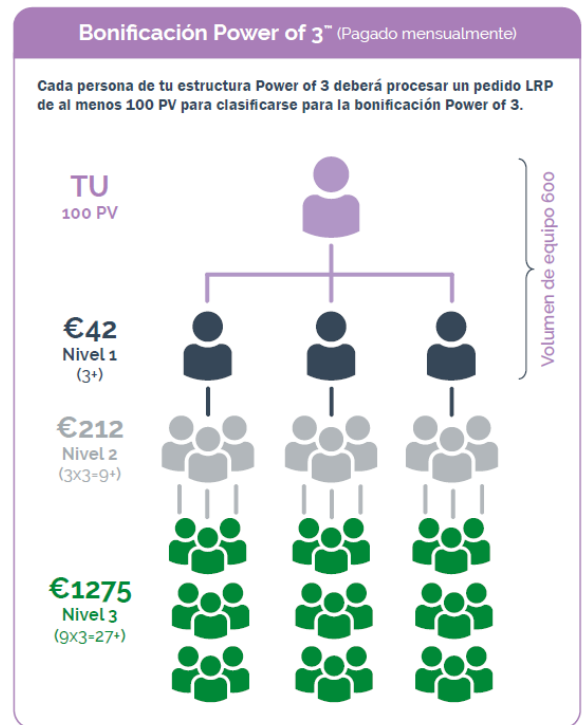 Bonificación Power of 3™ (Pagado mensualmente)
Cada persona de tu estructura Power of 3 deberá procesar un pedido LRP
de al menos 100 PV para clasificarse para la bonificación Power of 3.
TU
100 PV
Volumen de equipo 600
€42
Nivel 1
(3+)
€212
Nivel 2
(3x3=9+)
€1275
Nivel 3
(9x3=27+)